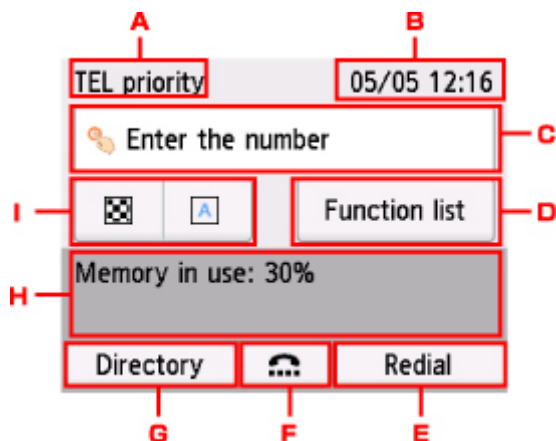 A
B
TEL priority
05/05 12:16
Enter the number
C
I
A
Function list
D
Memory in use: 30%
H
Directory
Redial
G
F
E